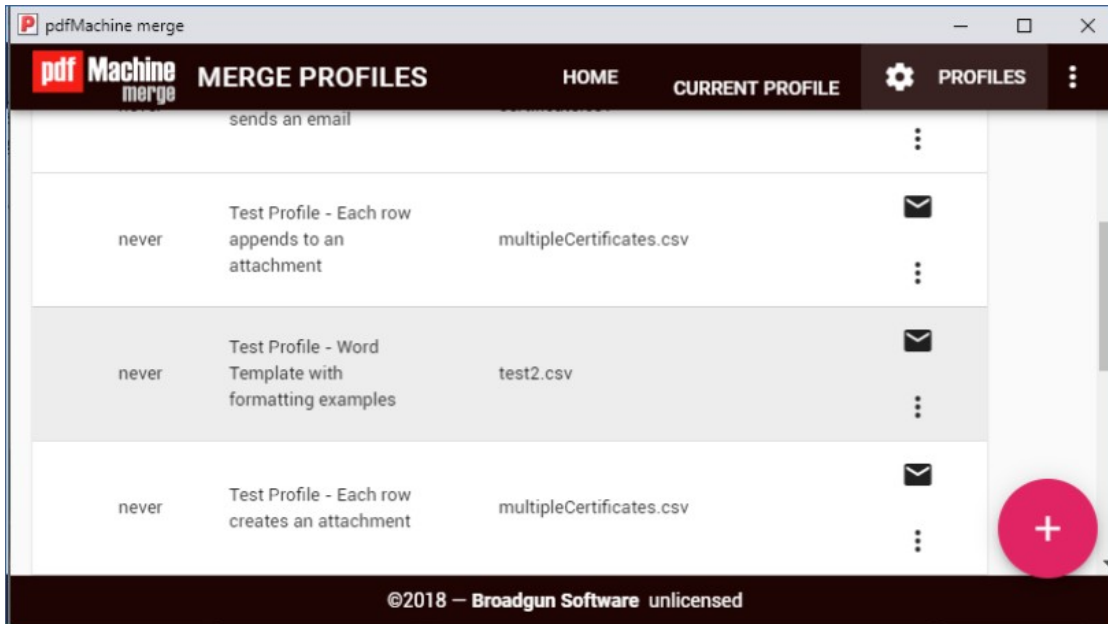 P pdfMachine merge
pdf Machine merge MERGE PROFILES HOME CURRENT PROFILE PROFILES
sends an email
Test Profile - Each row
never appends to an multipleCertificates.csv
attachment
Test Profile - Word
never Template with test2.csv
formatting examples
Test Profile - Each row
never creates an attachment multipleCertificates.csv
©2018 — Broadgun Software unlicensed